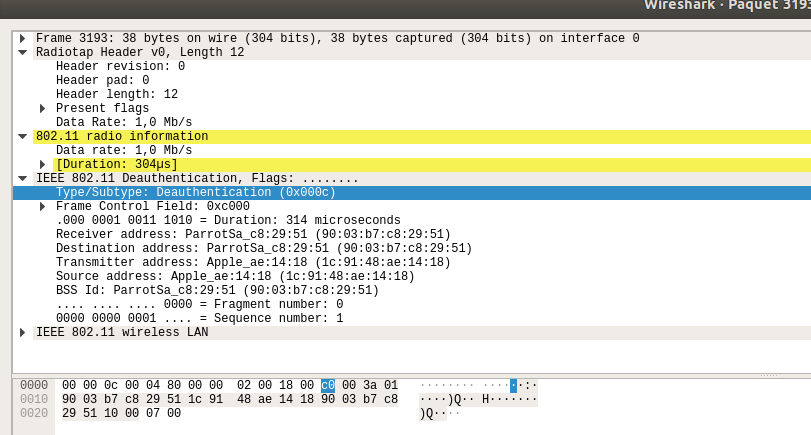 Wireshark · Paquet 3193
Frame 3193: 38 bytes on wire (304 bits), 38 bytes captured (304 bits) on interface 0
Radiotap Header v0, Length 12
Header revision: 0
Header pad: 0
Header length: 12
Present flags
Data Rate: 1,0 Mb/s
802.11 radio information
Data rate: 1,0 Mb/s
[Duration: 304µs]
IEEE 802.11 Deauthentication, Flags: ........
Type/Subtype: Deauthentication (0x000c)
Frame Control Field: 0xc000
.000 0001 0011 1010 = Duration: 314 microseconds
Receiver address: ParrotSa_c8:29:51 (90:03:b7:c8:29:51)
Destination address: ParrotSa_c8:29:51 (90:03:b7:c8:29:51)
Transmitter address: Apple_ae:14:18 (1c:91:48:ae:14:18)
Source address: Apple_ae:14:18 (1c:91:48:ae:14:18)
BSS Id: ParrotSa_c8:29:51 (90:03:b7:c8:29:51)
.... .... .... 0000 = Fragment number: 0
0000 0000 0001 .... = Sequence number: 1
IEEE 802.11 wireless LAN
0000 00 00 0c 00 04 80 00 00 02 00 18 00 c0 00 3a 01 ········ ······:·
0010 90 03 b7 c8 29 51 1c 91 48 ae 14 18 90 03 b7 c8 ····)Q·· H·······
0020 29 51 10 00 07 00 )Q····